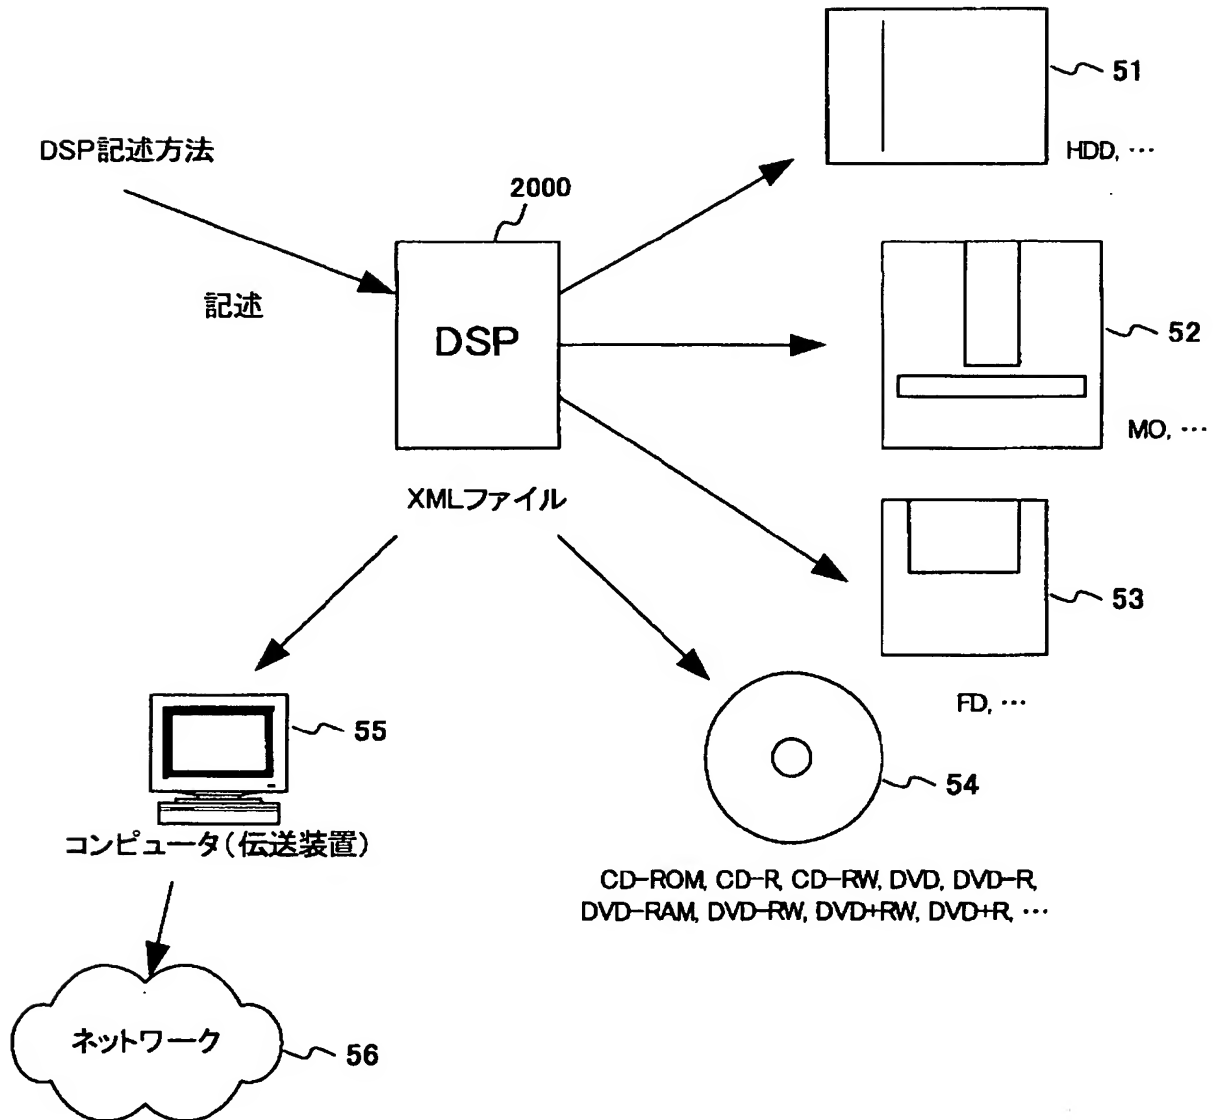 51
HDD, …
DSP記述方法
2000
記述
DSP
52
MO, …
XMLファイル
53
FD, …
55
54
コンピュータ(伝送装置)
CD-ROM, CD-R, CD-RW, DVD, DVD-R,
DVD-RAM, DVD-RW, DVD+RW, DVD+R, …
ネットワーク
56